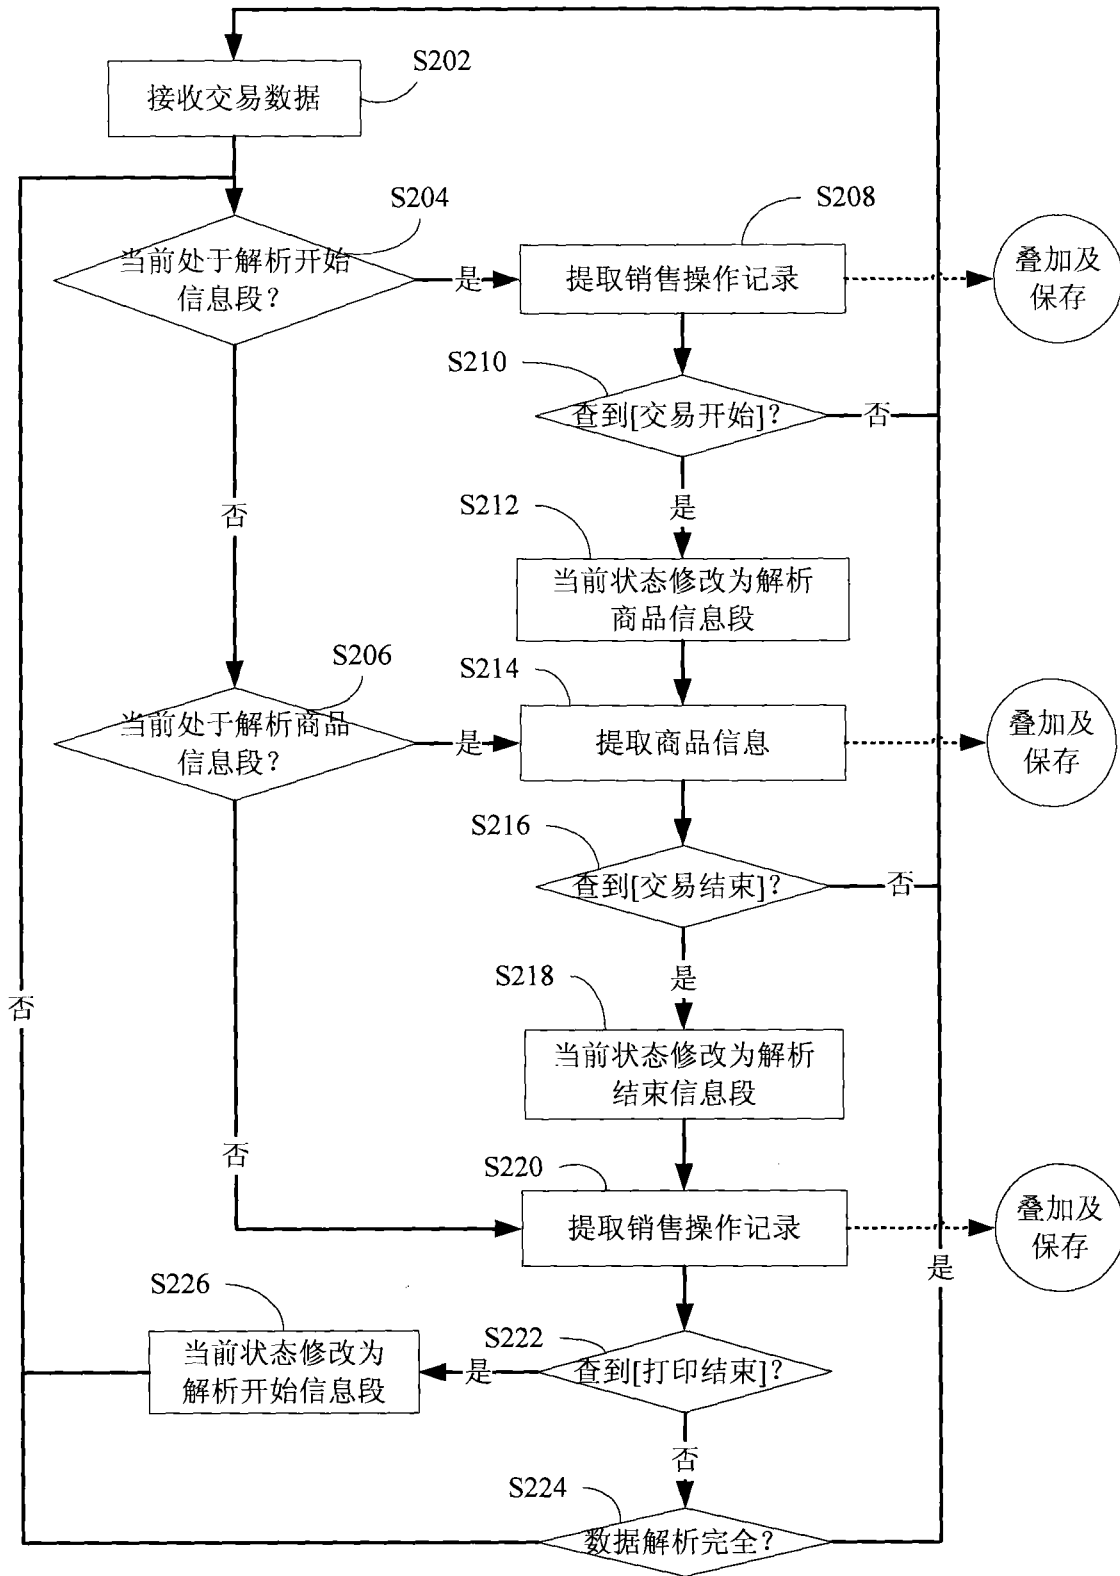 S202
接收交易数据
S204
当前处于解析开始
信息段？
是
S208
提取销售操作记录
叠加及
保存
S210
查到[交易开始]？
否
是
否
S212
当前状态修改为解析
商品信息段
S206
当前处于解析商品
信息段？
是
S214
提取商品信息
叠加及
保存
S216
查到[交易结束]？
否
是
否
S218
当前状态修改为解析
结束信息段
否
S220
提取销售操作记录
叠加及
保存
是
S226
当前状态修改为
解析开始信息段
是
S222
查到[打印结束]？
否
S224
数据解析完全？